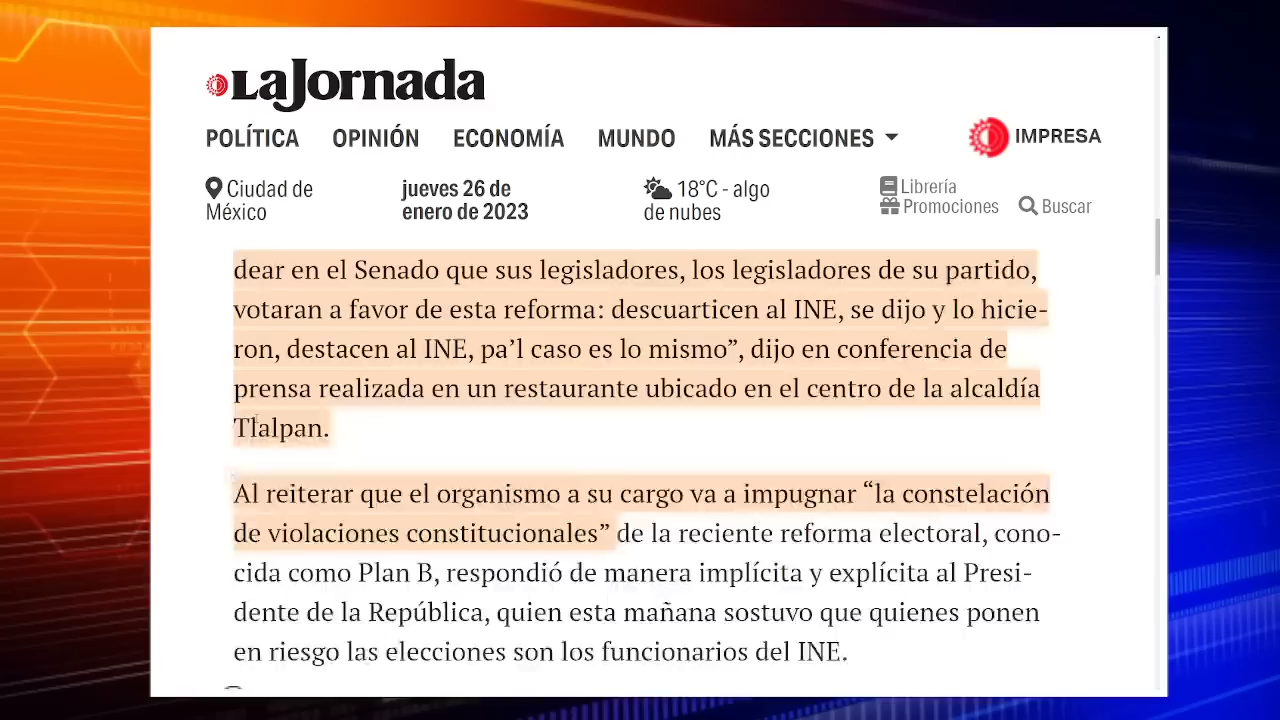 LaJornada
POLÍTICA OPINIÓN ECONOMÍA MUNDO MÁS SECCIONES IMPRESA
Ciudad de México
jueves 26 de enero de 2023
18°C - algo de nubes
Librería
Promociones
Buscar
dear en el Senado que sus legisladores, los legisladores de su partido,
votaran a favor de esta reforma: descuarticen al INE, se dijo y lo hicie-
ron, destacen al INE, pa’l caso es lo mismo”, dijo en conferencia de
prensa realizada en un restaurante ubicado en el centro de la alcaldía
Tlalpan.
Al reiterar que el organismo a su cargo va a impugnar “la constelación
de violaciones constitucionales” de la reciente reforma electoral, cono-
cida como Plan B, respondió de manera implícita y explícita al Presi-
dente de la República, quien esta mañana sostuvo que quienes ponen
en riesgo las elecciones son los funcionarios del INE.